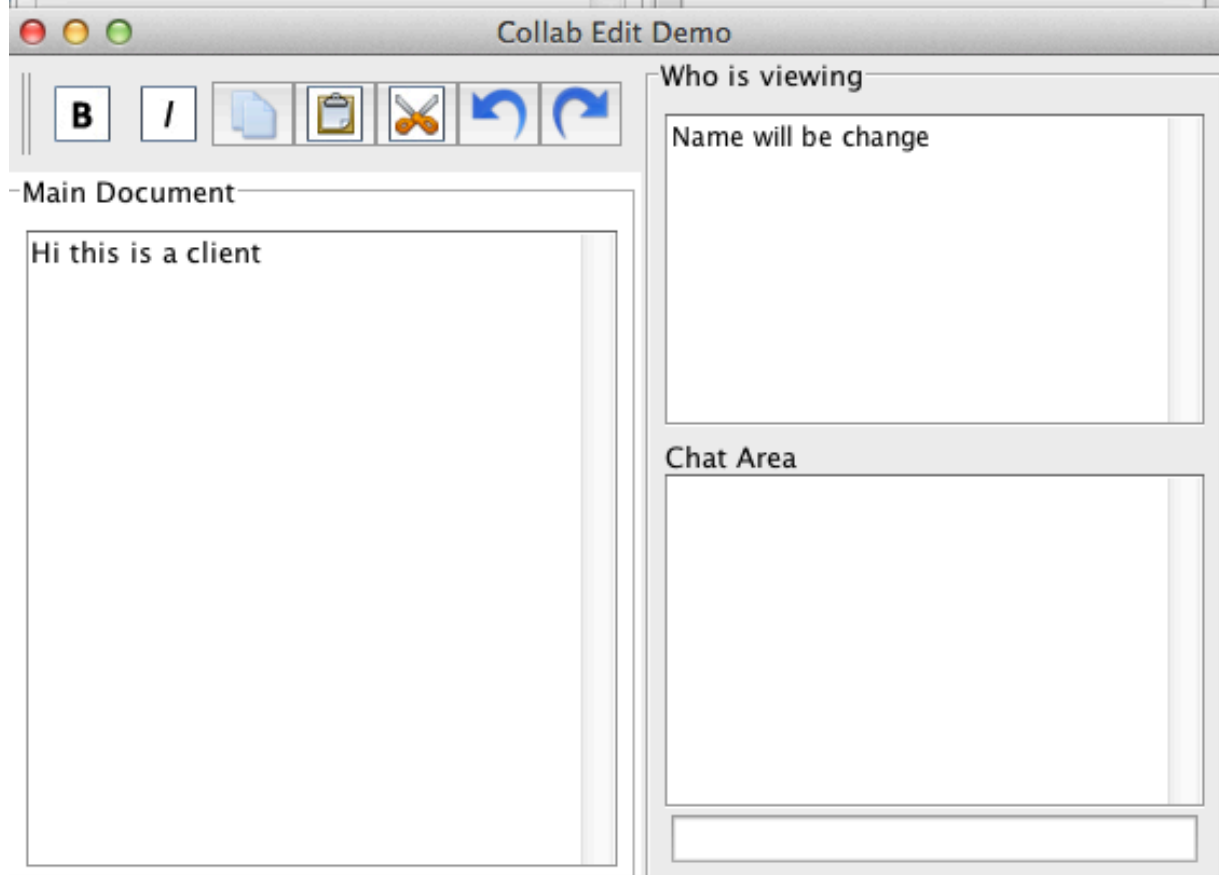 Collab Edit Demo
B I
Main Document
Hi this is a client
Who is viewing
Name will be change
Chat Area